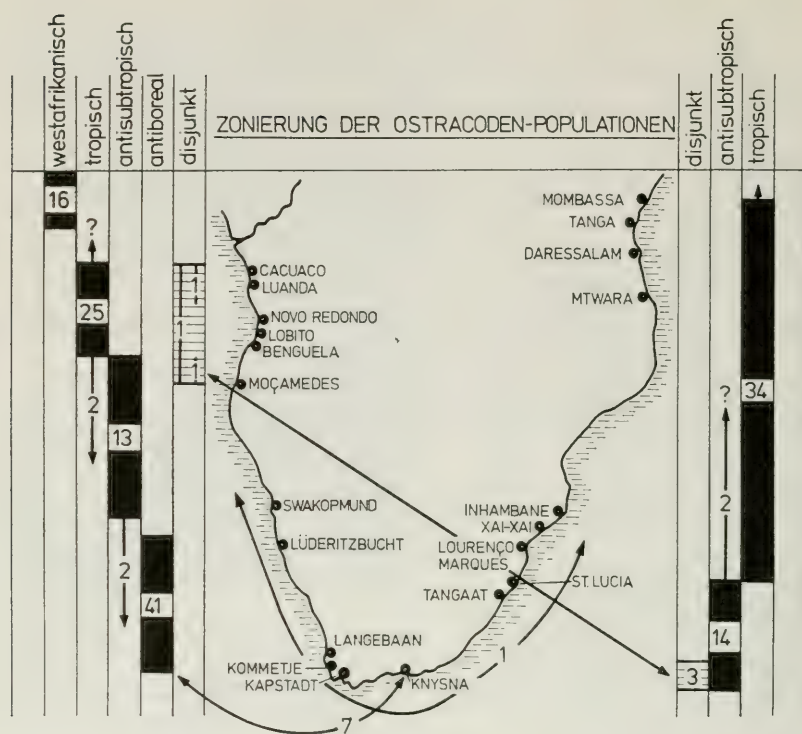 westafrikanisch
tropisch
antisubtropisch
antiboreal
disjunkt
ZONIERUNG DER OSTRACODEN-POPULATIONEN
disjunkt
antisubtropisch
tropisch
16
?
25
2
13
2
41
1
1
1
CACUACO
LUANDA
NOVO REDONDO
LOBITO
BENGUELA
MOÇAMEDES
SWAKOPMUND
LÜDERITZBUCHT
LANGEBAAN
KOMMETJE
KAPSTADT
KNYSNA
7
1
MOMBASSA
TANGA
DARESSALAM
MTWARA
INHAMBANE
XAI-XAI
LOURENÇO
MARQUES
ST. LUCIA
TANGAAT
3
?
2
14
34